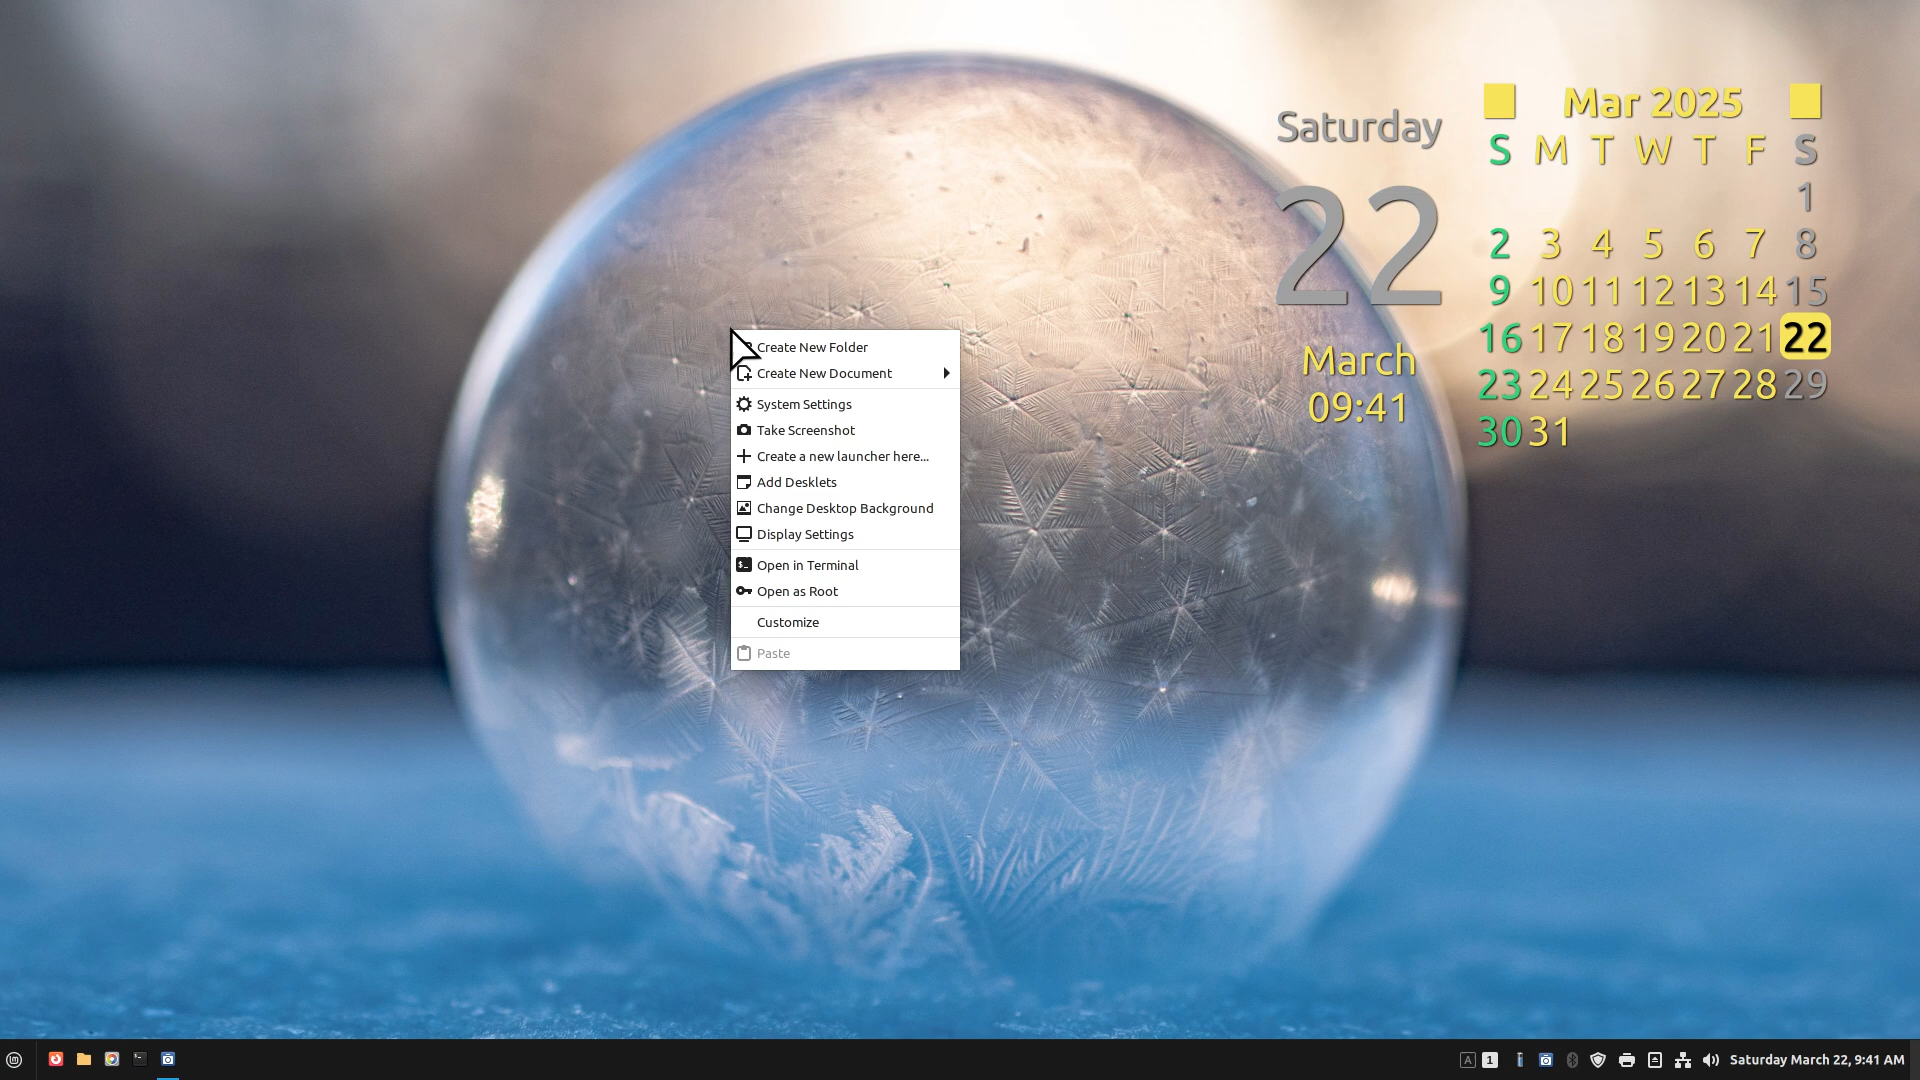 Saturday
22
March
09:41
Mar 2025
S M T W T F S
1
2 3 4 5 6 7 8
9 10 11 12 13 14 15
16 17 18 19 20 21 22
23 24 25 26 27 28 29
30 31
Create New Folder
Create New Document
System Settings
Take Screenshot
Create a new launcher here...
Add Desklets
Change Desktop Background
Display Settings
Open in Terminal
Open as Root
Customize
Paste
A 1 Saturday March 22, 9:41 AM